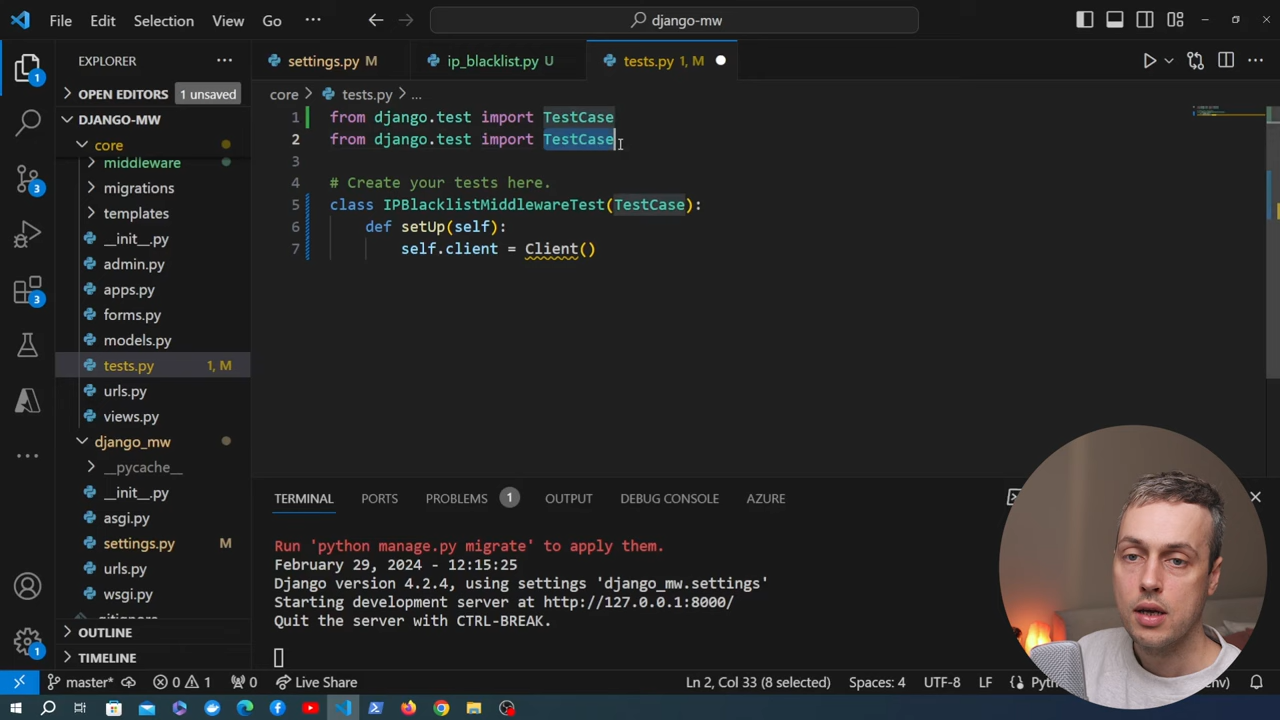 File Edit Selection View Go ··· django-mw
EXPLORER ···
settings.py M
ip_blacklist.py U
tests.py 1, M
OPEN EDITORS 1 unsaved
core > tests.py > ...
DJANGO-MW
core
middleware
migrations
templates
__init__.py
admin.py
apps.py
forms.py
models.py
tests.py 1, M
urls.py
views.py
django_mw
__pycache__
__init__.py
asgi.py
settings.py M
urls.py
wsgi.py
OUTLINE
TIMELINE
1 from django.test import TestCase
2 from django.test import TestCase
3
4 # Create your tests here.
5 class IPBlacklistMiddlewareTest(TestCase):
6 def setUp(self):
7 self.client = Client()
TERMINAL PORTS PROBLEMS 1 OUTPUT DEBUG CONSOLE AZURE
Run 'python manage.py migrate' to apply them.
February 29, 2024 - 12:15:25
Django version 4.2.4, using settings 'django_mw.settings'
Starting development server at http://127.0.0.1:8000/
Quit the server with CTRL-BREAK.
1
3
3
1
master* 0 1 0 Live Share Ln 2, Col 33 (8 selected) Spaces: 4 UTF-8 LF